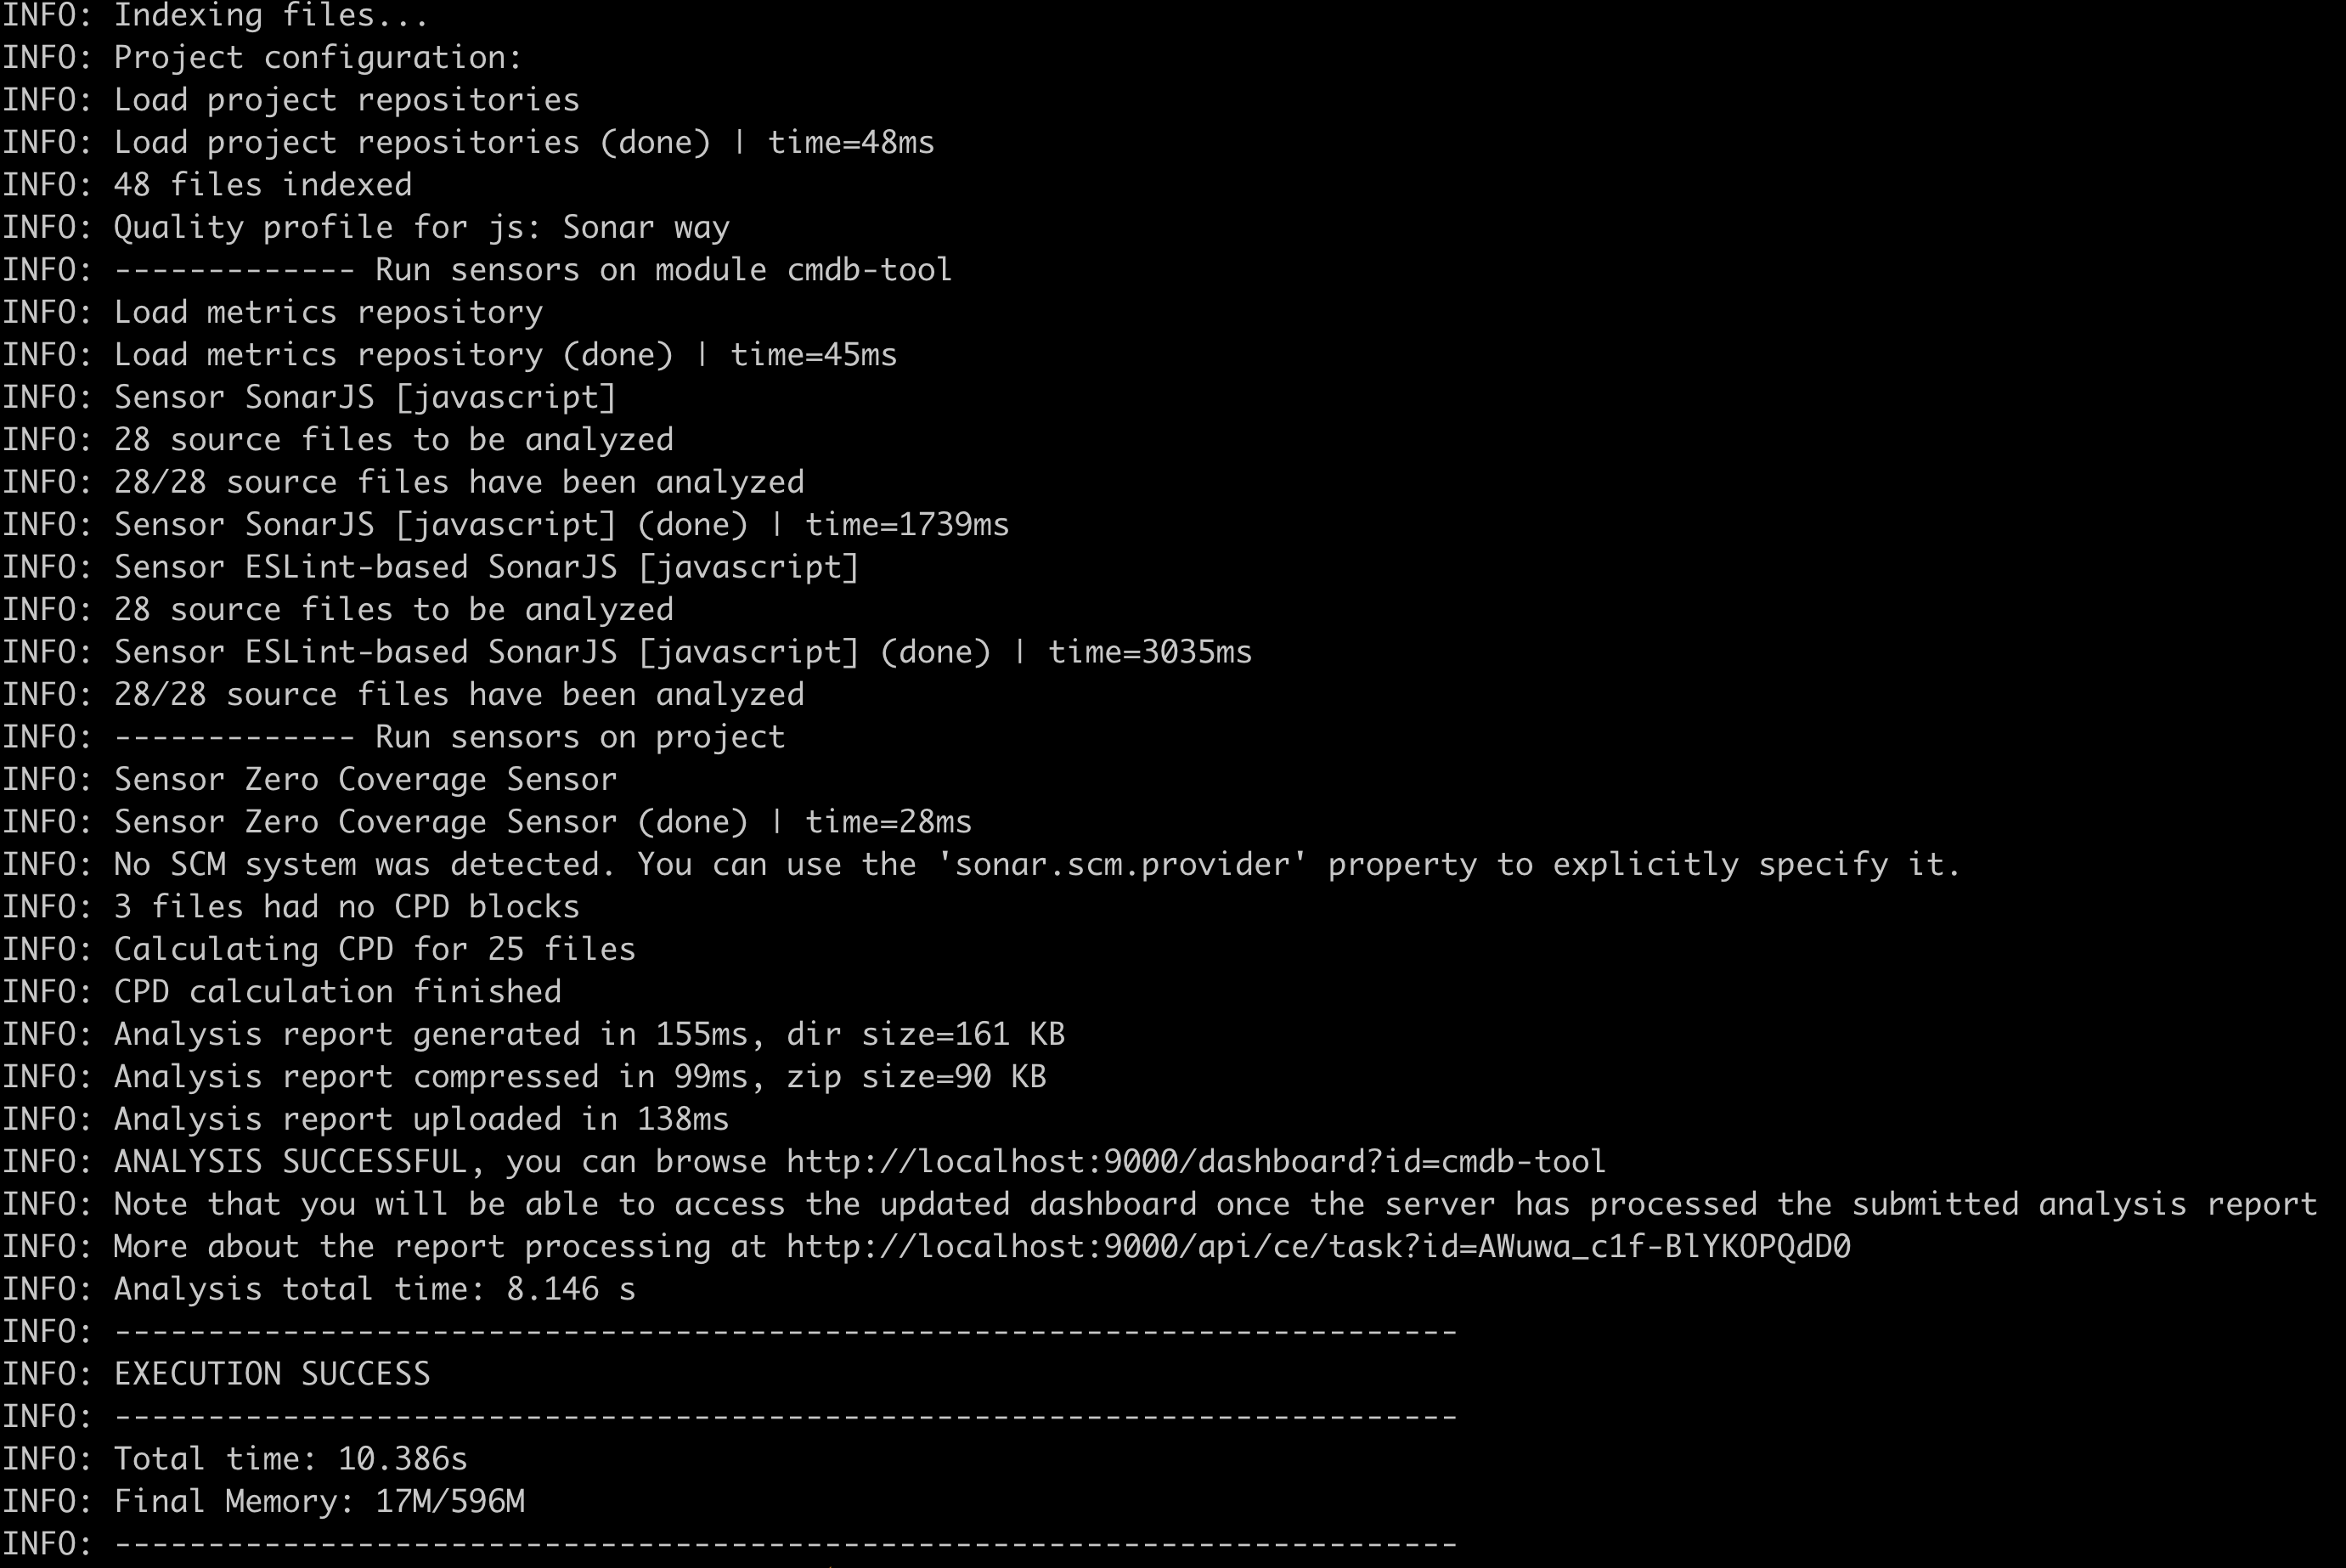 INFO: Indexing files...
INFO: Project configuration:
INFO: Load project repositories
INFO: Load project repositories (done) | time=48ms
INFO: 48 files indexed
INFO: Quality profile for js: Sonar way
INFO: ------------- Run sensors on module cmdb-tool
INFO: Load metrics repository
INFO: Load metrics repository (done) | time=45ms
INFO: Sensor SonarJS [javascript]
INFO: 28 source files to be analyzed
INFO: 28/28 source files have been analyzed
INFO: Sensor SonarJS [javascript] (done) | time=1739ms
INFO: Sensor ESLint-based SonarJS [javascript]
INFO: 28 source files to be analyzed
INFO: Sensor ESLint-based SonarJS [javascript] (done) | time=3035ms
INFO: 28/28 source files have been analyzed
INFO: ------------- Run sensors on project
INFO: Sensor Zero Coverage Sensor
INFO: Sensor Zero Coverage Sensor (done) | time=28ms
INFO: No SCM system was detected. You can use the 'sonar.scm.provider' property to explicitly specify it.
INFO: 3 files had no CPD blocks
INFO: Calculating CPD for 25 files
INFO: CPD calculation finished
INFO: Analysis report generated in 155ms, dir size=161 KB
INFO: Analysis report compressed in 99ms, zip size=90 KB
INFO: Analysis report uploaded in 138ms
INFO: ANALYSIS SUCCESSFUL, you can browse http://localhost:9000/dashboard?id=cmdb-tool
INFO: Note that you will be able to access the updated dashboard once the server has processed the submitted analysis report
INFO: More about the report processing at http://localhost:9000/api/ce/task?id=AWuwa_c1f-BlYKOPQdD0
INFO: Analysis total time: 8.146 s
INFO: ------------------------------------------------------------------------
INFO: EXECUTION SUCCESS
INFO: ------------------------------------------------------------------------
INFO: Total time: 10.386s
INFO: Final Memory: 17M/596M
INFO: ------------------------------------------------------------------------